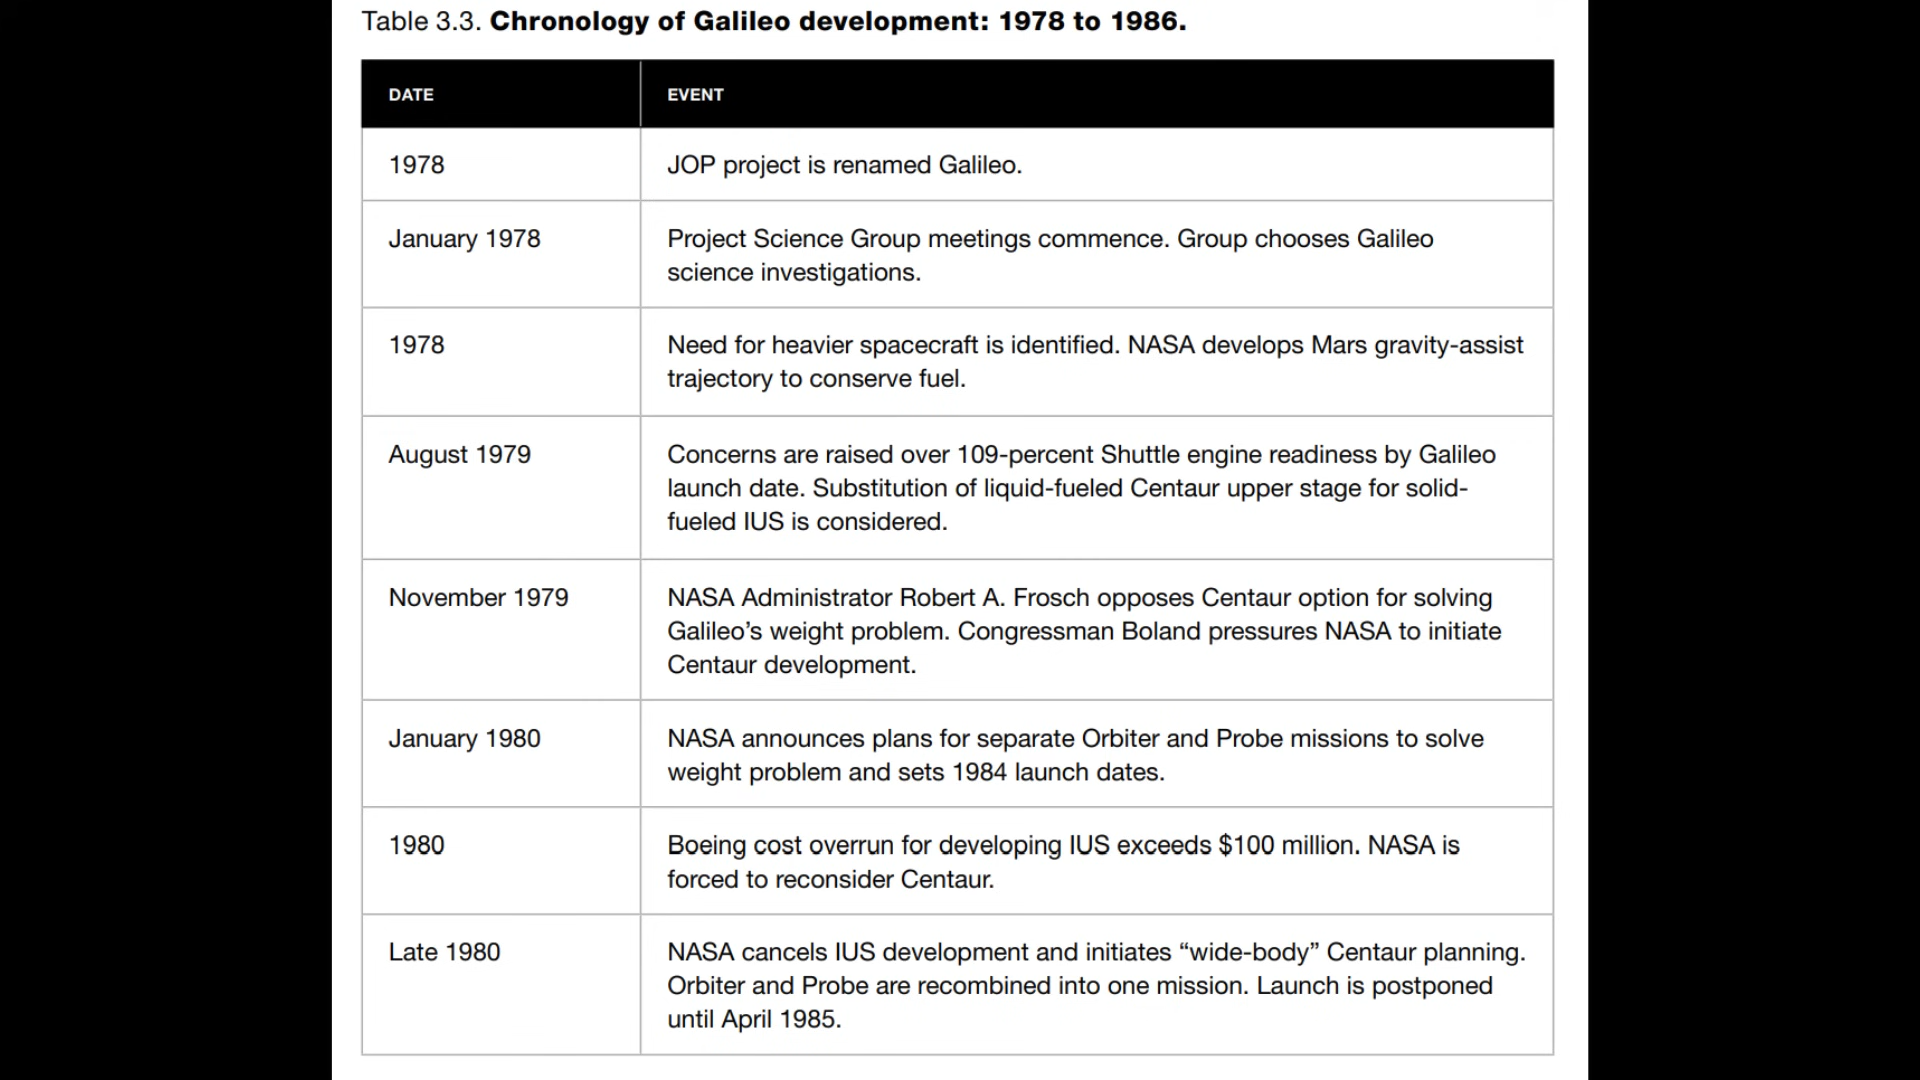 Table 3.3. Chronology of Galileo development: 1978 to 1986.
DATE EVENT
1978 JOP project is renamed Galileo.
January 1978 Project Science Group meetings commence. Group chooses Galileo
science investigations.
1978 Need for heavier spacecraft is identified. NASA develops Mars gravity-assist
trajectory to conserve fuel.
August 1979 Concerns are raised over 109-percent Shuttle engine readiness by Galileo
launch date. Substitution of liquid-fueled Centaur upper stage for solid-
fueled IUS is considered.
November 1979 NASA Administrator Robert A. Frosch opposes Centaur option for solving
Galileo’s weight problem. Congressman Boland pressures NASA to initiate
Centaur development.
January 1980 NASA announces plans for separate Orbiter and Probe missions to solve
weight problem and sets 1984 launch dates.
1980 Boeing cost overrun for developing IUS exceeds $100 million. NASA is
forced to reconsider Centaur.
Late 1980 NASA cancels IUS development and initiates “wide-body” Centaur planning.
Orbiter and Probe are recombined into one mission. Launch is postponed
until April 1985.